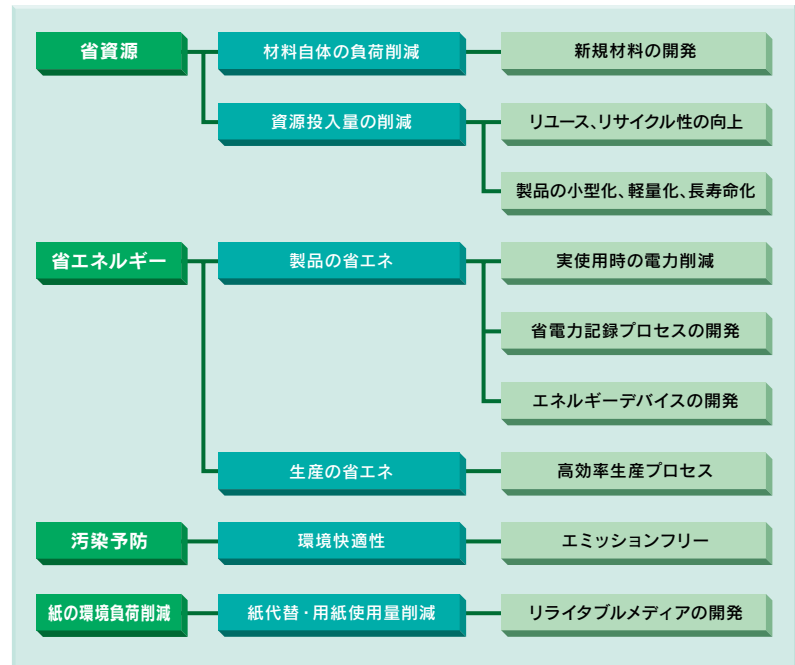 省資源
材料自体の負荷削減
新規材料の開発
資源投入量の削減
リユース、リサイクル性の向上
製品の小型化、軽量化、長寿命化
省エネルギー
製品の省エネ
実使用時の電力削減
省電力記録プロセスの開発
エネルギーデバイスの開発
生産の省エネ
高効率生産プロセス
汚染予防
環境快適性
エミッションフリー
紙の環境負荷削減
紙代替・用紙使用量削減
リライタブルメディアの開発